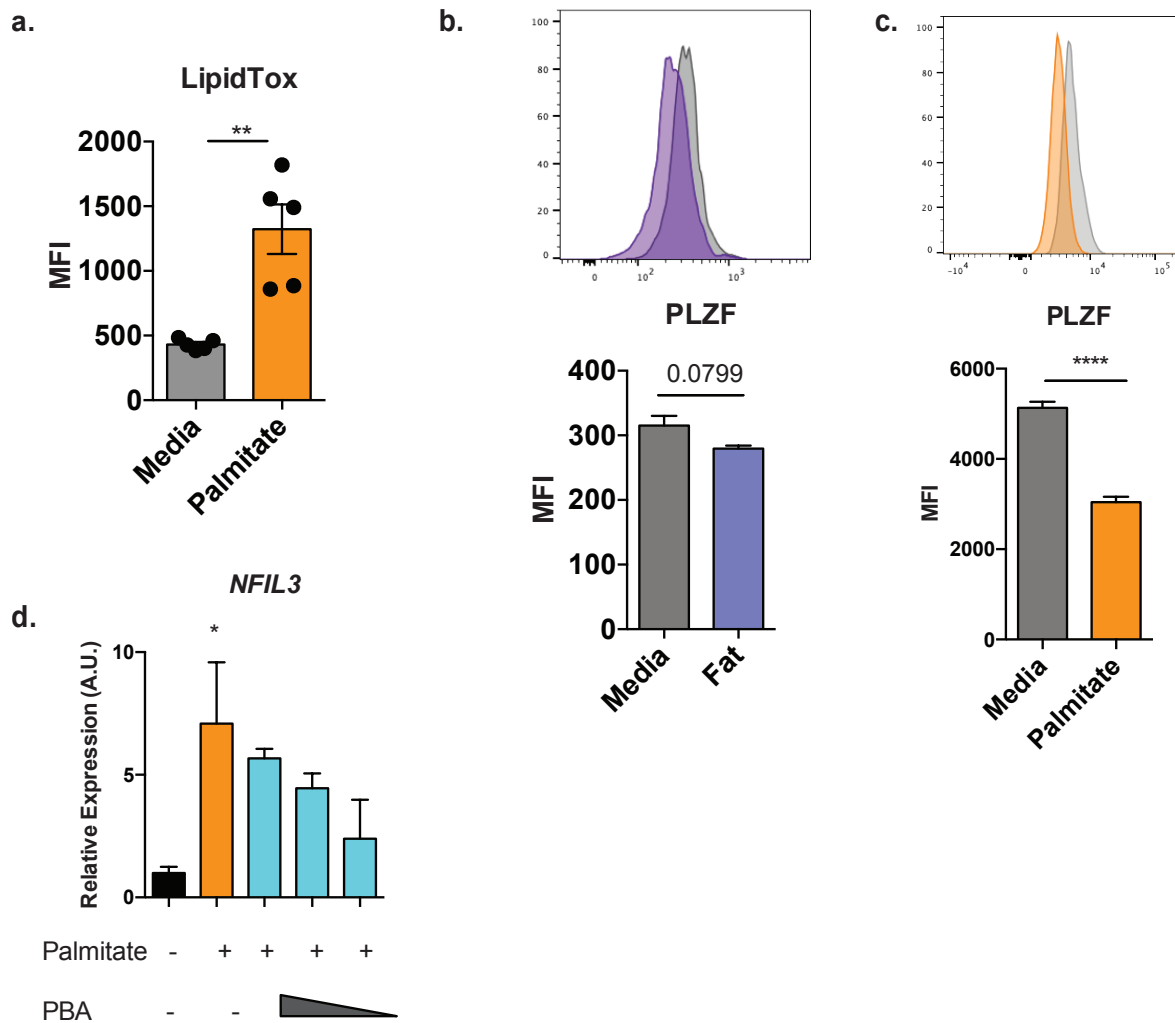 a.
LipidTox
**
2000
1500
1000
500
0
MFI
Media
Palmitate
b.
100
80
60
40
20
0
0
10²
10³
PLZF
0.0799
400
300
200
100
0
MFI
Media
Fat
c.
100
80
60
40
20
0
-10⁴
0
10⁴
10⁵
PLZF
****
6000
4000
2000
0
MFI
Media
Palmitate
d.
NFIL3
*
10
5
0
Relative Expression (A.U.)
Palmitate - + + + +
PBA - -